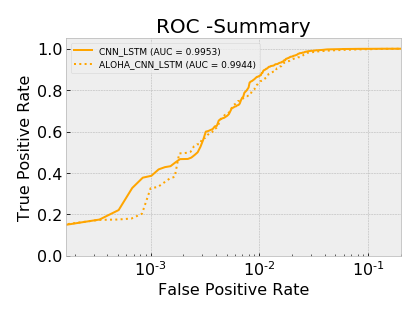 ROC -Summary
CNN_LSTM (AUC = 0.9953)
ALOHA_CNN_LSTM (AUC = 0.9944)
True Positive Rate
1.0
0.8
0.6
0.4
0.2
0.0
10⁻³ 10⁻² 10⁻¹
False Positive Rate